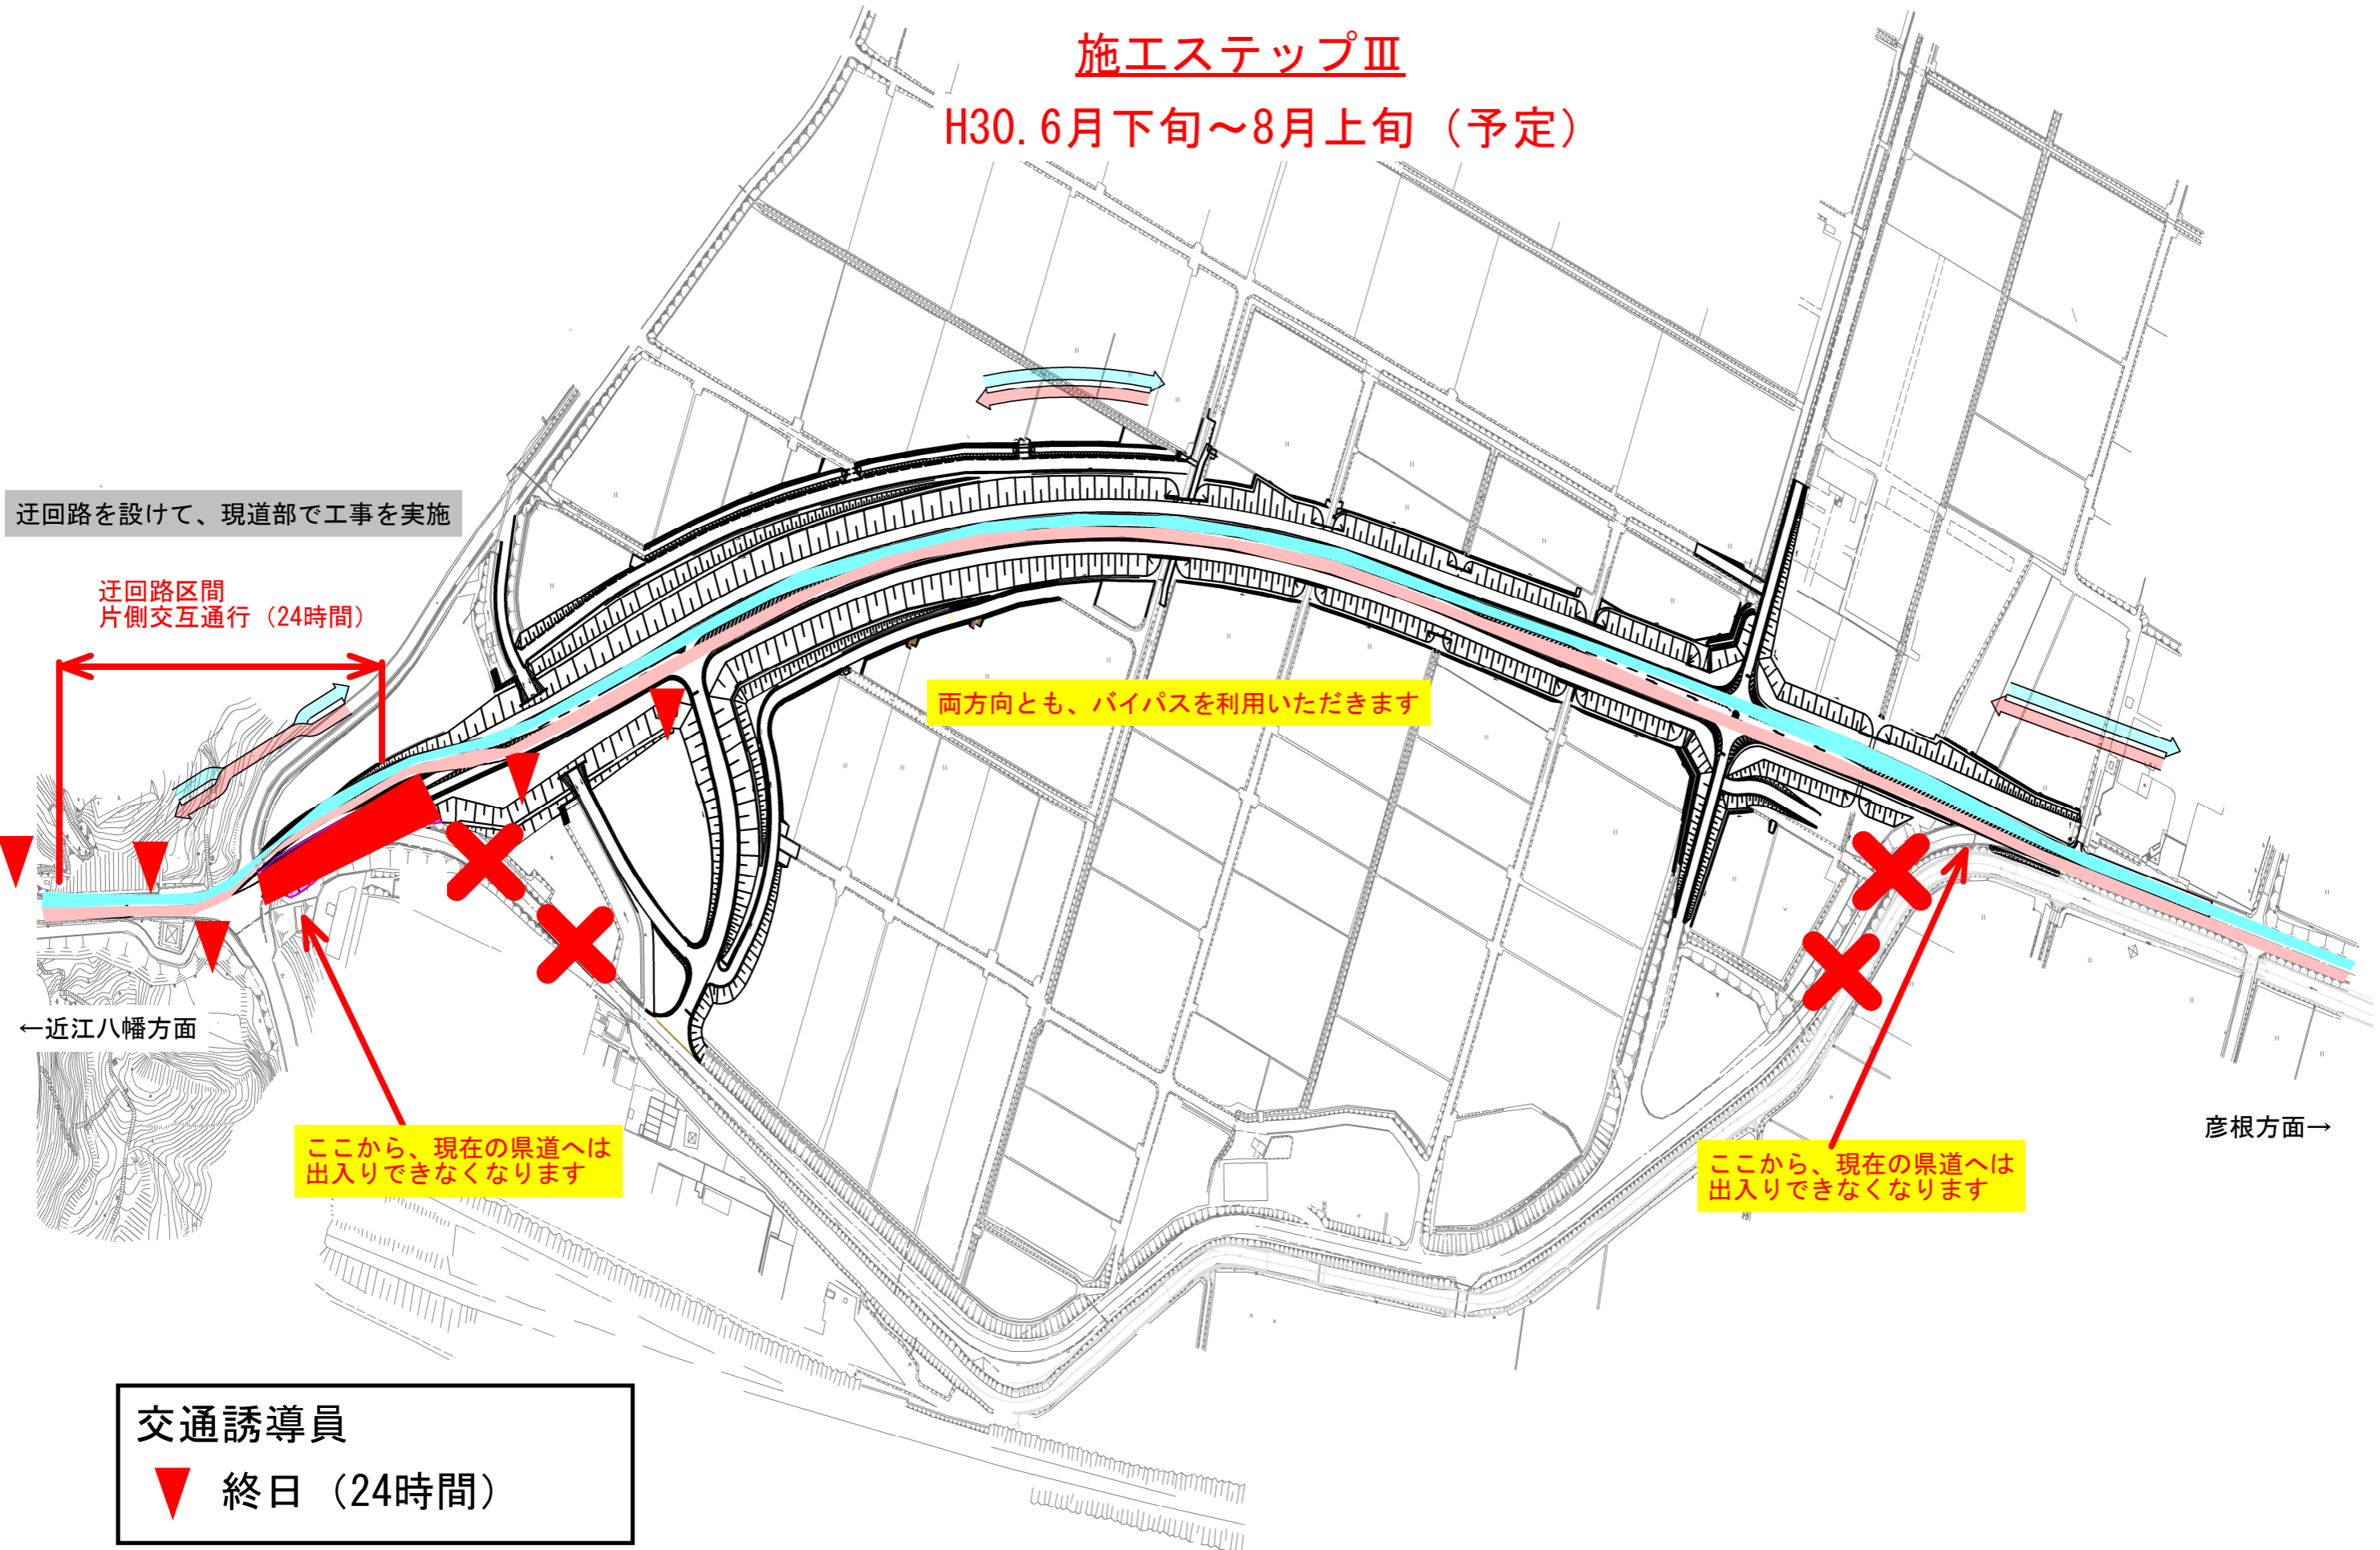 施工ステップⅢ
H30.6月下旬～8月上旬（予定）
迂回路を設けて、現道部で工事を実施
迂回路区間
片側交互通行（24時間）
両方向とも、バイパスを利用いただきます
←近江八幡方面
彦根方面→
ここから、現在の県道へは
出入りできなくなります
ここから、現在の県道へは
出入りできなくなります
交通誘導員
終日（24時間）